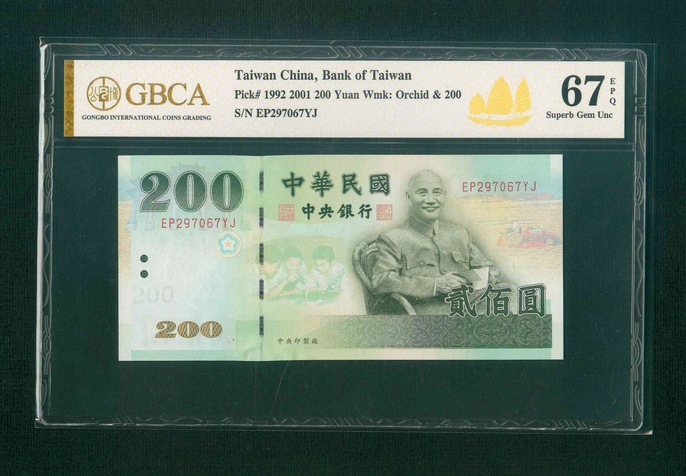 GBCA
GONGBO INTERNATIONAL COINS GRADING
Taiwan China, Bank of Taiwan
Pick# 1992 2001 200 Yuan Wmk: Orchid & 200
S/N EP297067YJ
67 EPQ
Superb Gem Unc
200
EP297067YJ
中華民國
中央銀行
EP297067YJ
200
貳佰圓
200
中央印製廠